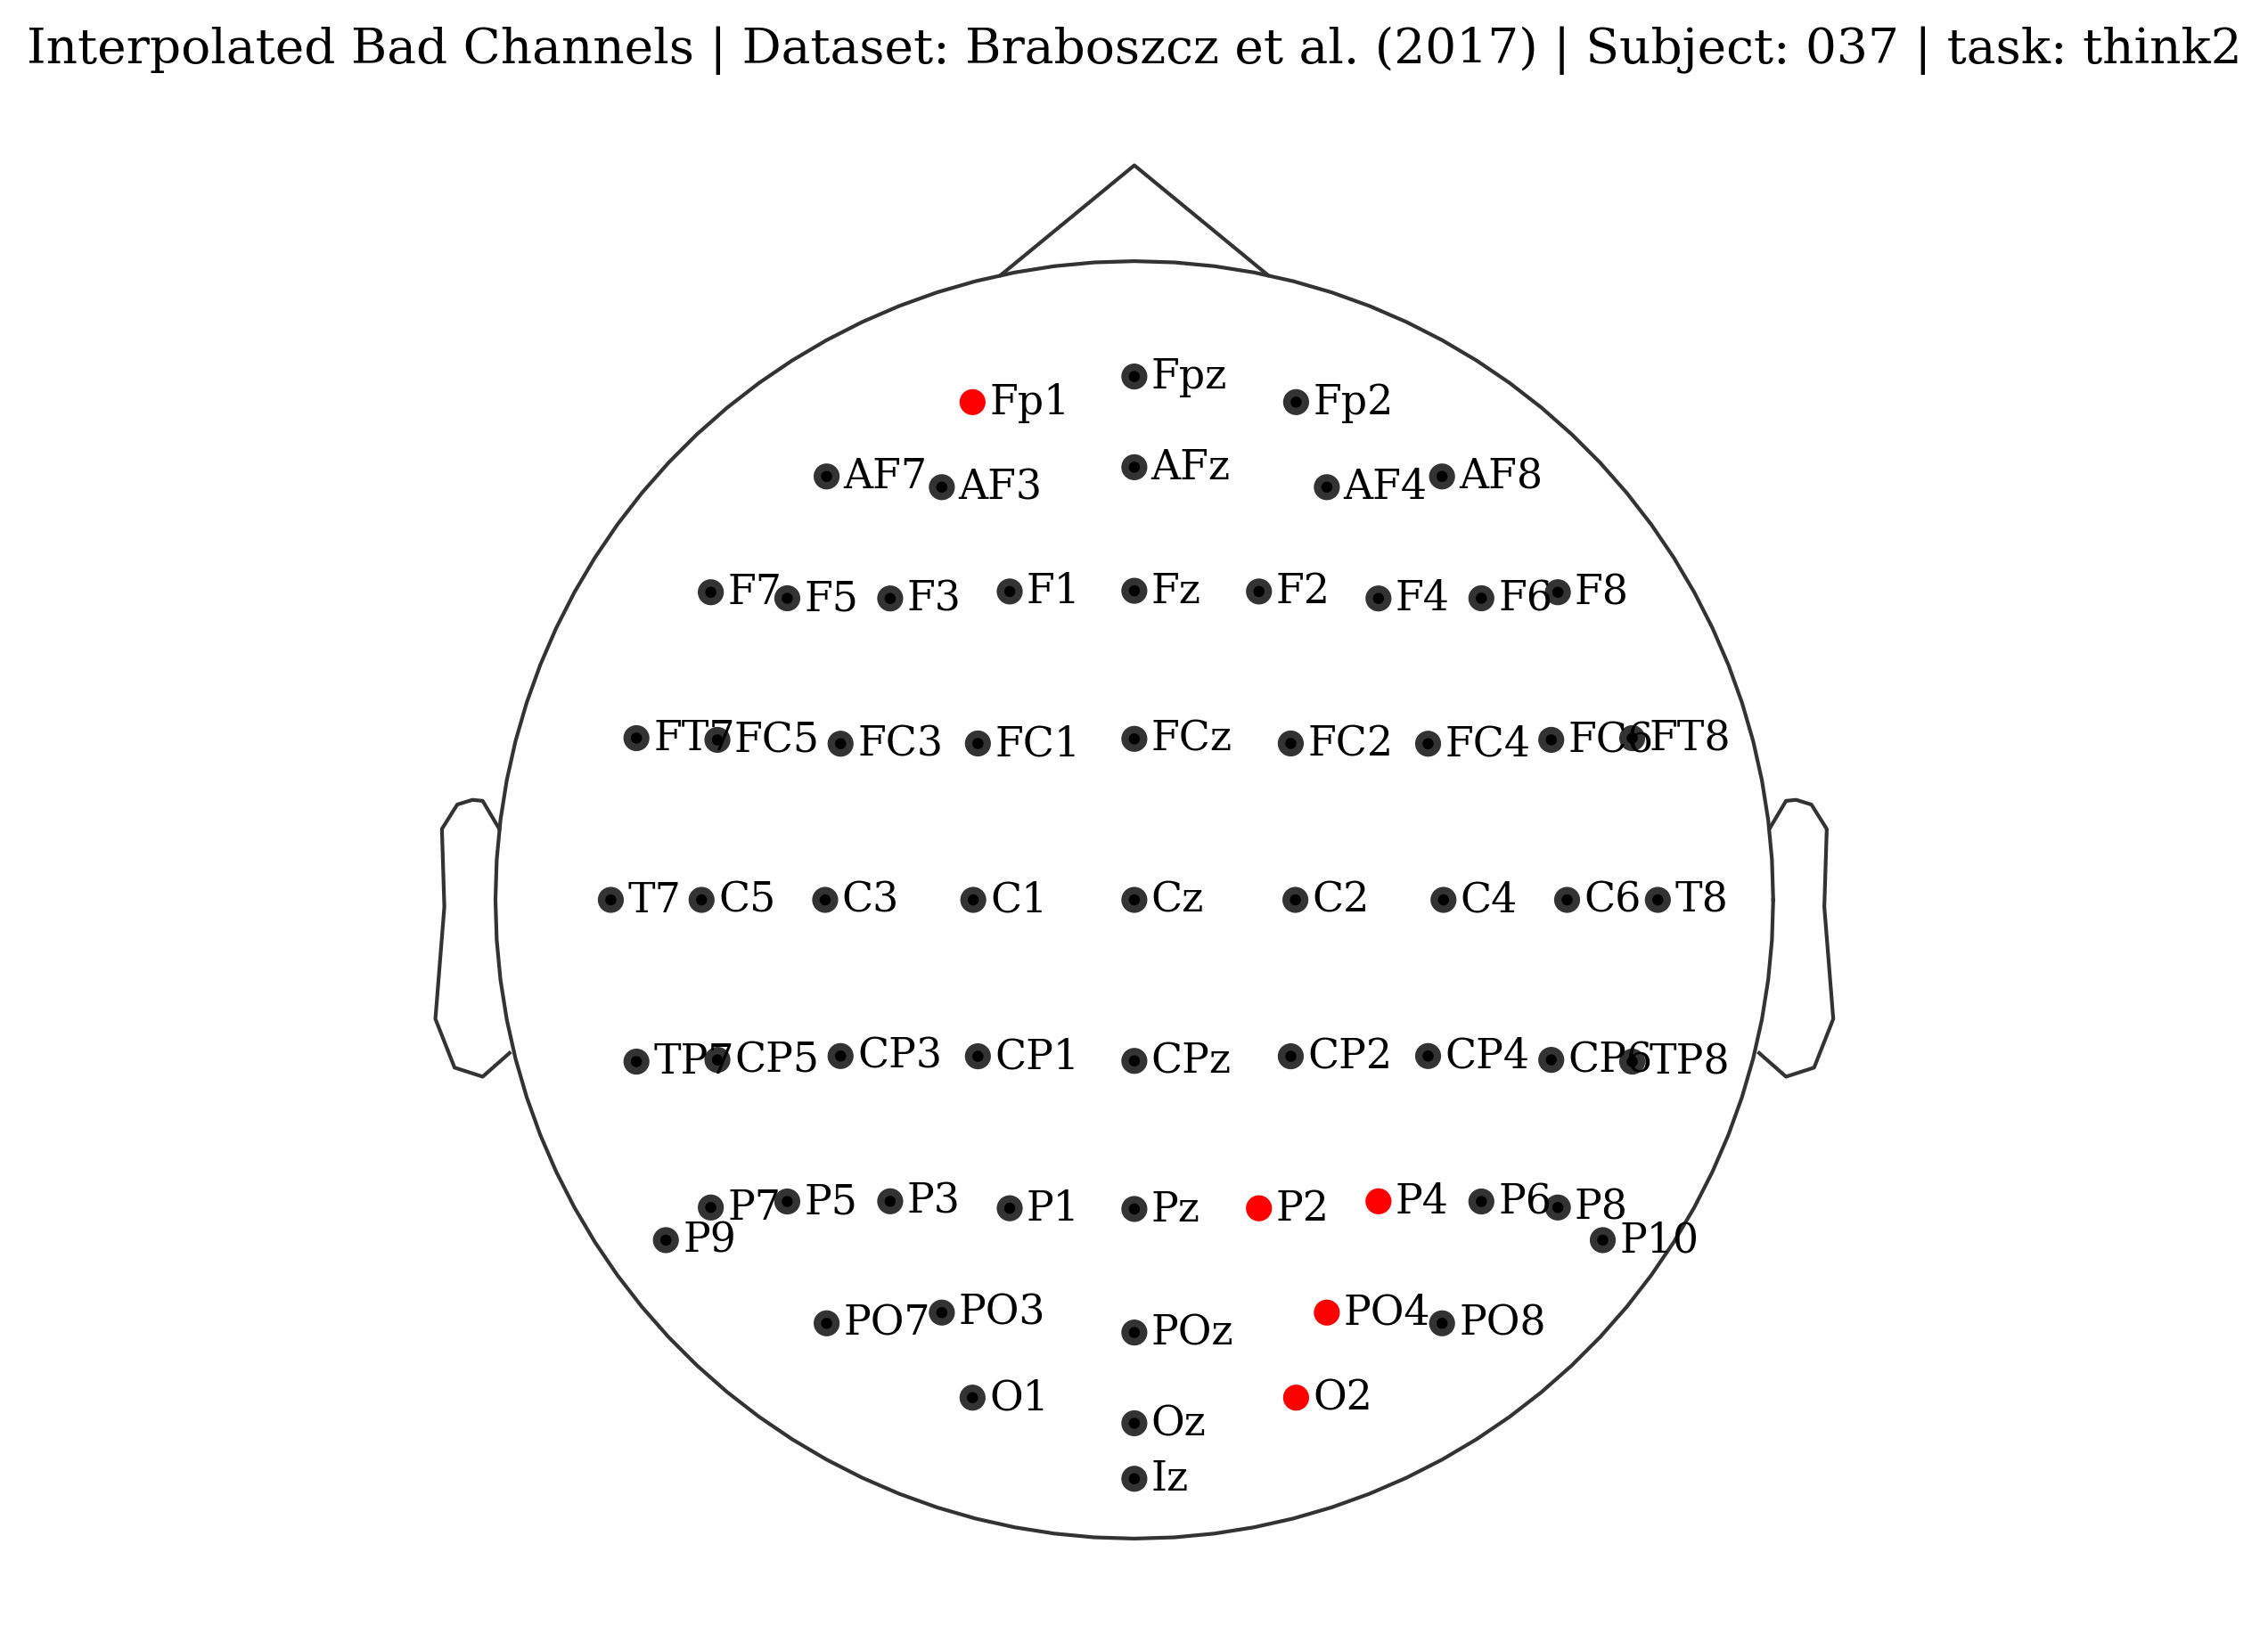 Interpolated Bad Channels | Dataset: Braboszcz et al. (2017) | Subject: 037 | task: think2
Fpz
Fp1 Fp2
AFz
AF7 AF3 AF4 AF8
F7 F5 F3 F1 Fz F2 F4 F6 F8
FT7 FC5 FC3 FC1 FCz FC2 FC4 FC6 FT8
T7 C5 C3 C1 Cz C2 C4 C6 T8
TP7 CP5 CP3 CP1 CPz CP2 CP4 CP6 TP8
P7 P5 P3 P1 Pz P2 P4 P6 P8
P9 P10
PO7 PO3 POz PO4 PO8
O1 O2
Oz
Iz